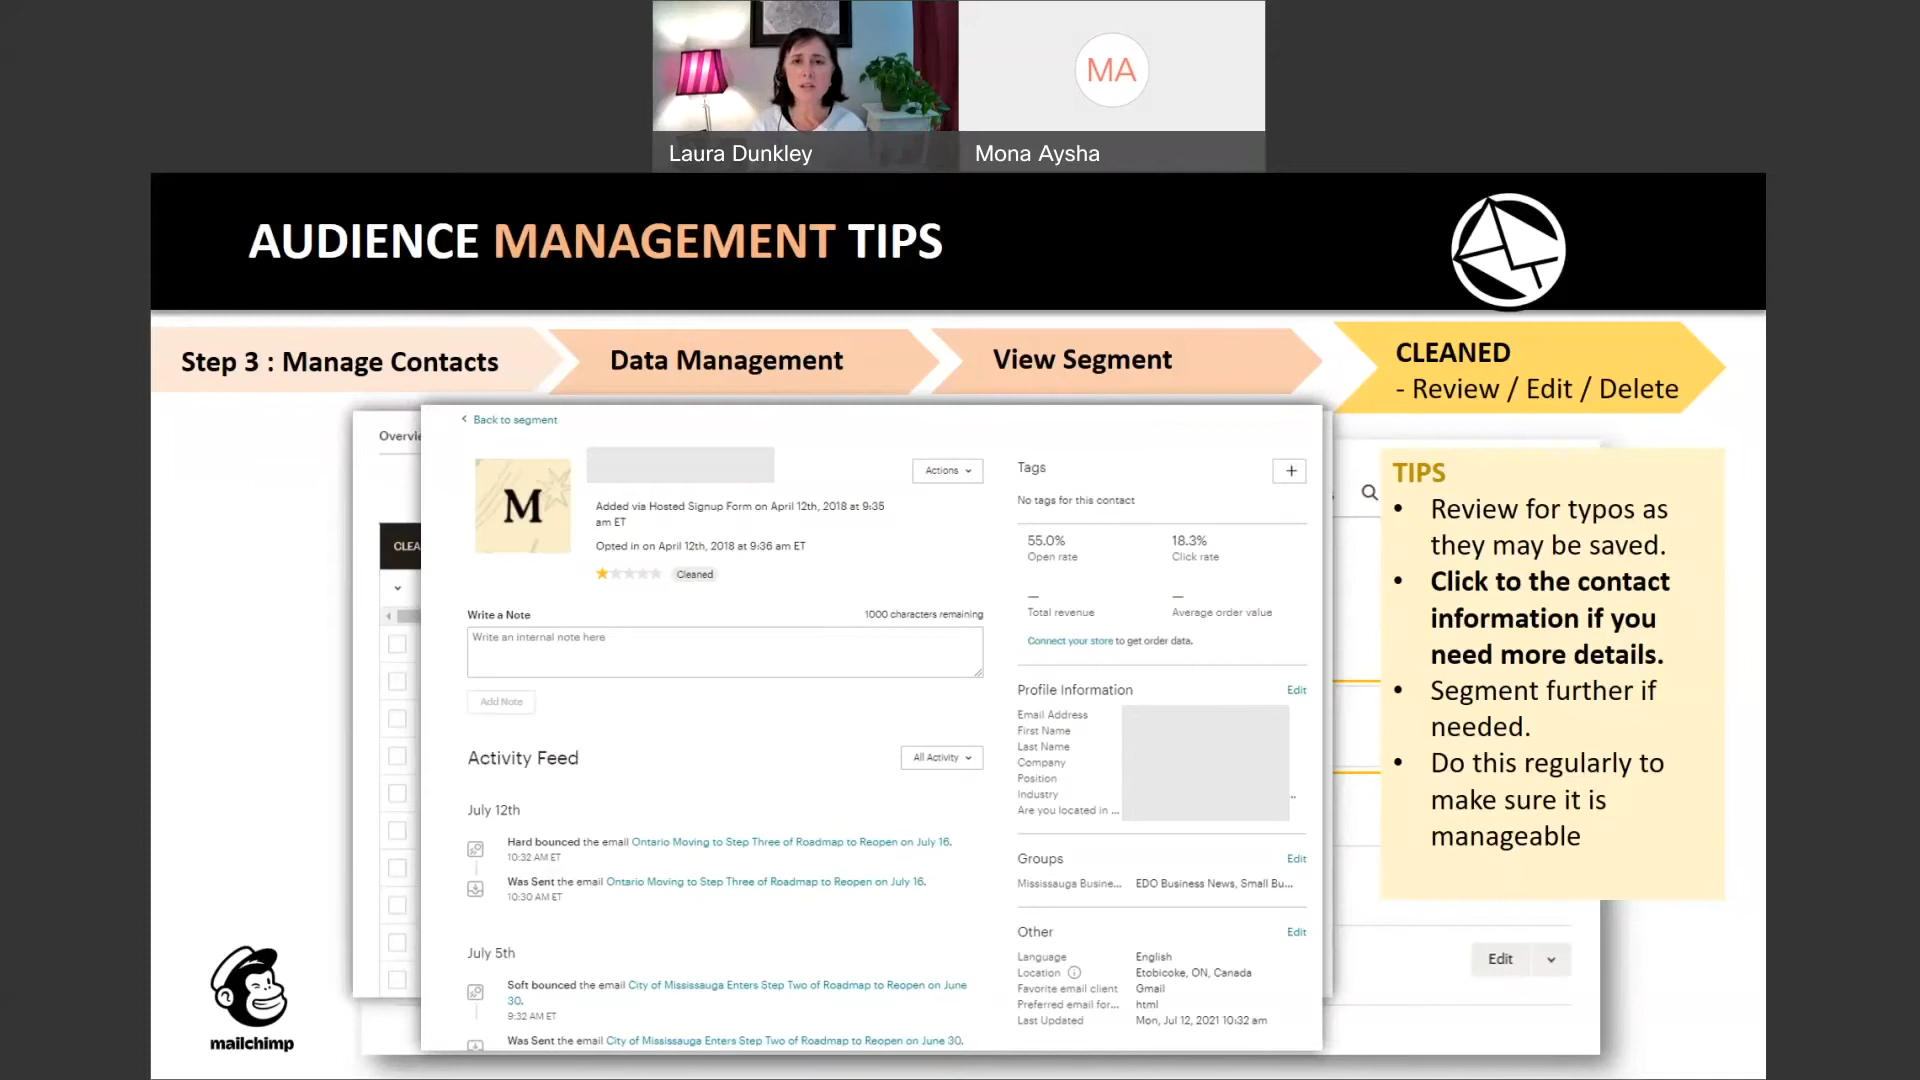 MA
Laura Dunkley
Mona Aysha
AUDIENCE MANAGEMENT TIPS
Step 3 : Manage Contacts
Data Management
View Segment
CLEANED
- Review / Edit / Delete
Overvie
CLEA
Back to segment
M
Actions
Added via Hosted Signup Form on April 12th, 2018 at 9:35
am ET
Opted in on April 12th, 2018 at 9:36 am ET
Cleaned
Write a Note
1000 characters remaining
Write an internal note here
Add Note
Activity Feed
All Activity
July 12th
Hard bounced the email Ontario Moving to Step Three of Roadmap to Reopen on July 16.
10:32 AM ET
Was Sent the email Ontario Moving to Step Three of Roadmap to Reopen on July 16.
10:30 AM ET
July 5th
Soft bounced the email City of Mississauga Enters Step Two of Roadmap to Reopen on June
30.
9:32 AM ET
Was Sent the email City of Mississauga Enters Step Two of Roadmap to Reopen on June 30.
Tags
+
No tags for this contact
55.0%
Open rate
18.3%
Click rate
—
Total revenue
—
Average order value
Connect your store to get order data.
Profile Information
Edit
Email Address
First Name
Last Name
Company
Position
Industry
Are you located in ...
..
Groups
Edit
Mississauga Busine... EDO Business News, Small Bu...
Other
Edit
Language English
Location Etobicoke, ON, Canada
Favorite email client Gmail
Preferred email for... html
Last Updated Mon, Jul 12, 2021 10:32 am
TIPS
• Review for typos as
they may be saved.
• Click to the contact
information if you
need more details.
• Segment further if
needed.
• Do this regularly to
make sure it is
manageable
Edit
mailchimp